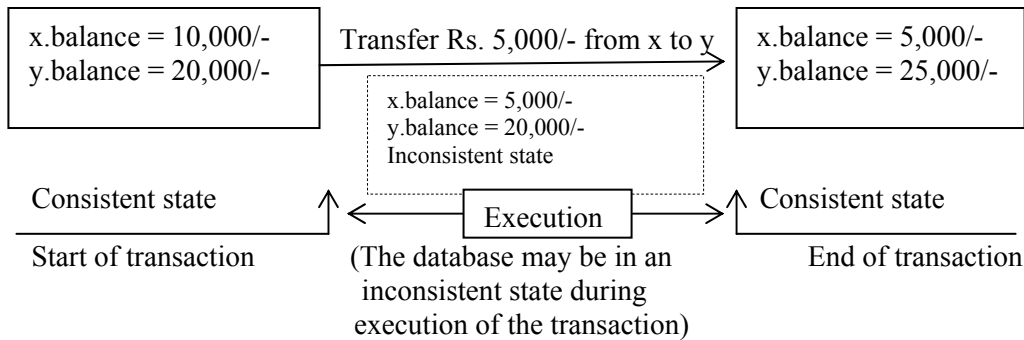 x.balance = 10,000/-
y.balance = 20,000/-
Transfer Rs. 5,000/- from x to y
x.balance = 5,000/-
y.balance = 25,000/-
x.balance = 5,000/-
y.balance = 20,000/-
Inconsistent state
Consistent state
Execution
Consistent state
Start of transaction
(The database may be in an
inconsistent state during
execution of the transaction)
End of transaction